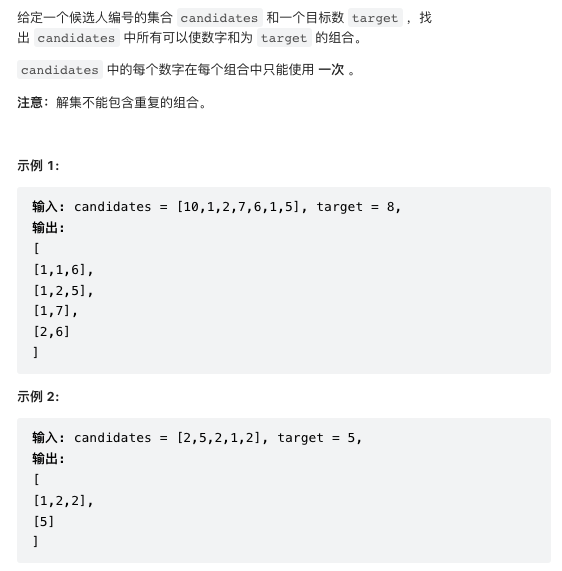 给定一个候选人编号的集合 candidates 和一个目标数 target ，找
出 candidates 中所有可以使数字和为 target 的组合。
candidates 中的每个数字在每个组合中只能使用 一次 。
注意：解集不能包含重复的组合。
示例 1:
输入: candidates = [10,1,2,7,6,1,5], target = 8,
输出:
[
[1,1,6],
[1,2,5],
[1,7],
[2,6]
]
示例 2:
输入: candidates = [2,5,2,1,2], target = 5,
输出:
[
[1,2,2],
[5]
]